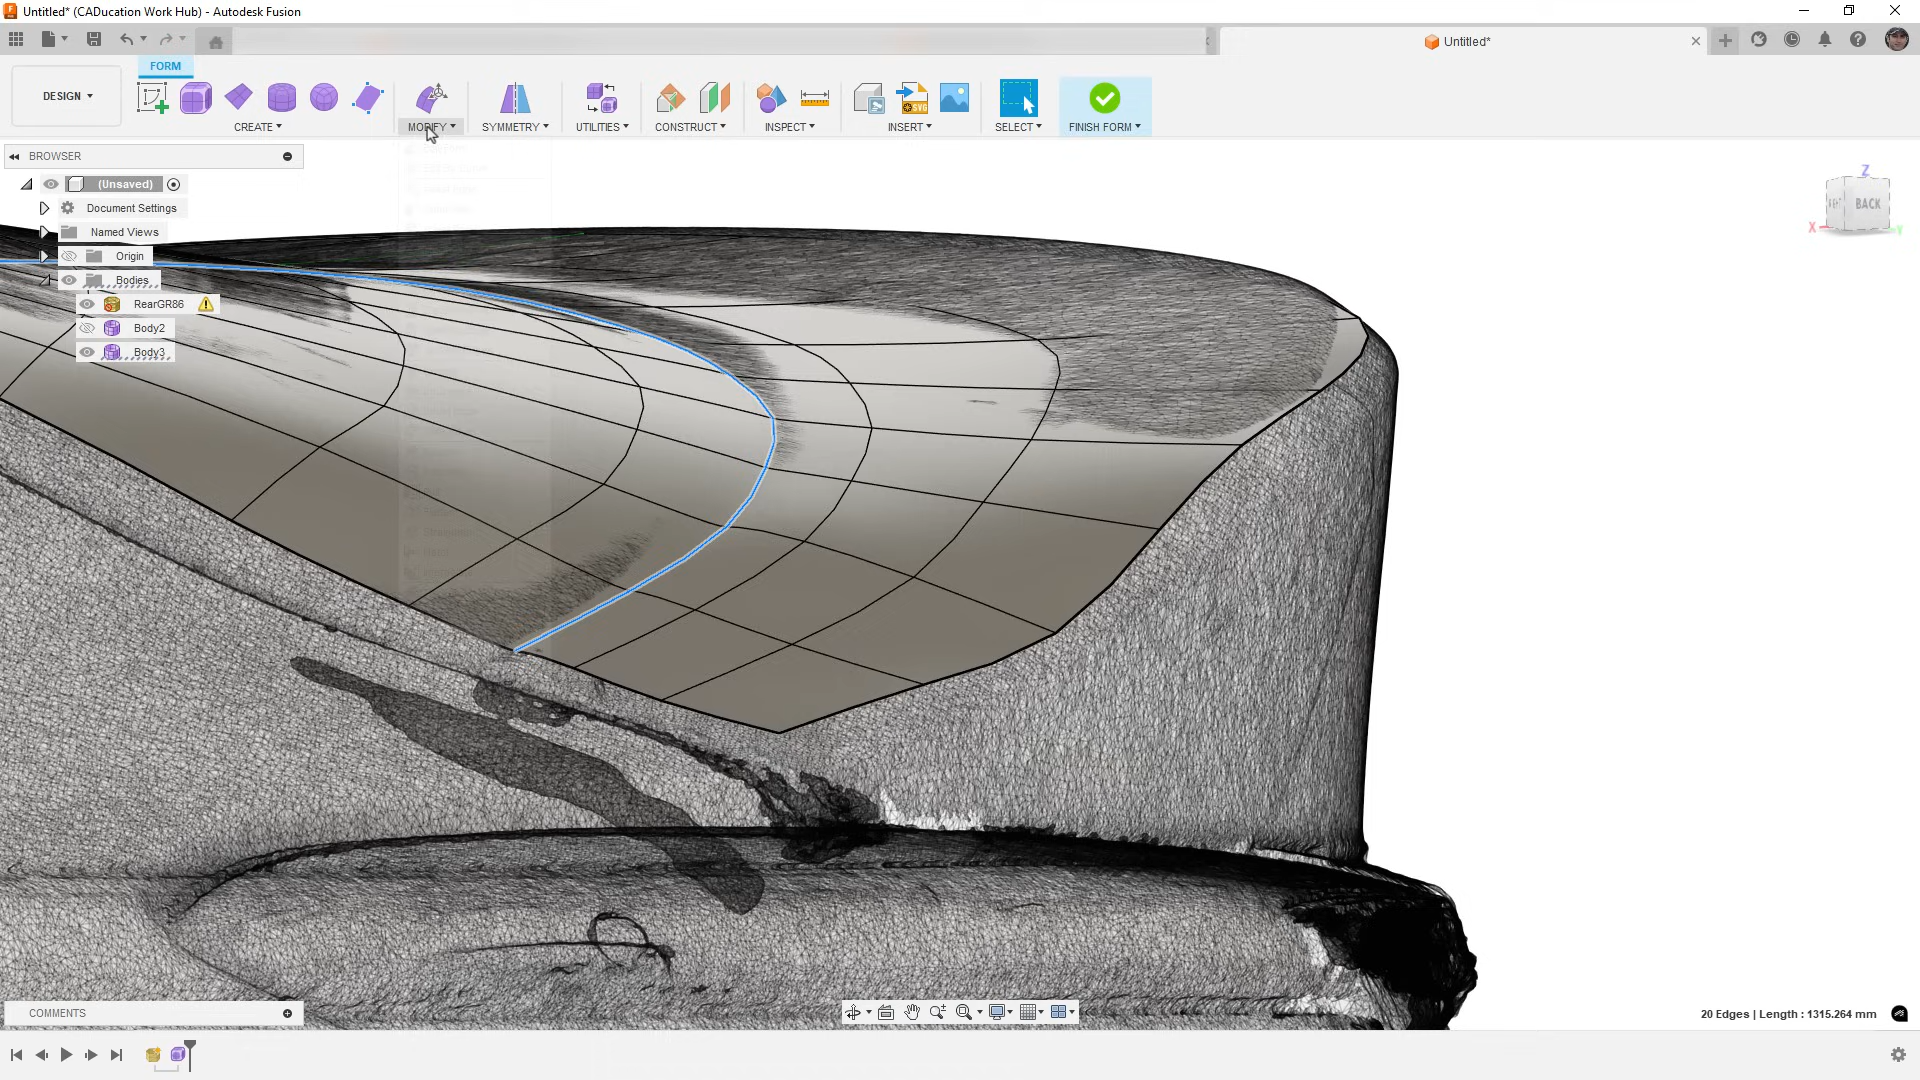 Untitled* (CADucation Work Hub) - Autodesk Fusion
Untitled*
FORM
DESIGN
CREATE
MODIFY
SYMMETRY
UTILITIES
CONSTRUCT
INSPECT
INSERT
SELECT
FINISH FORM
SVG
BROWSER
(Unsaved)
Document Settings
Named Views
Origin
Bodies
RearGR86
Body2
Body3
Z
BACK
X
Y
COMMENTS
20 Edges | Length : 1315.264 mm